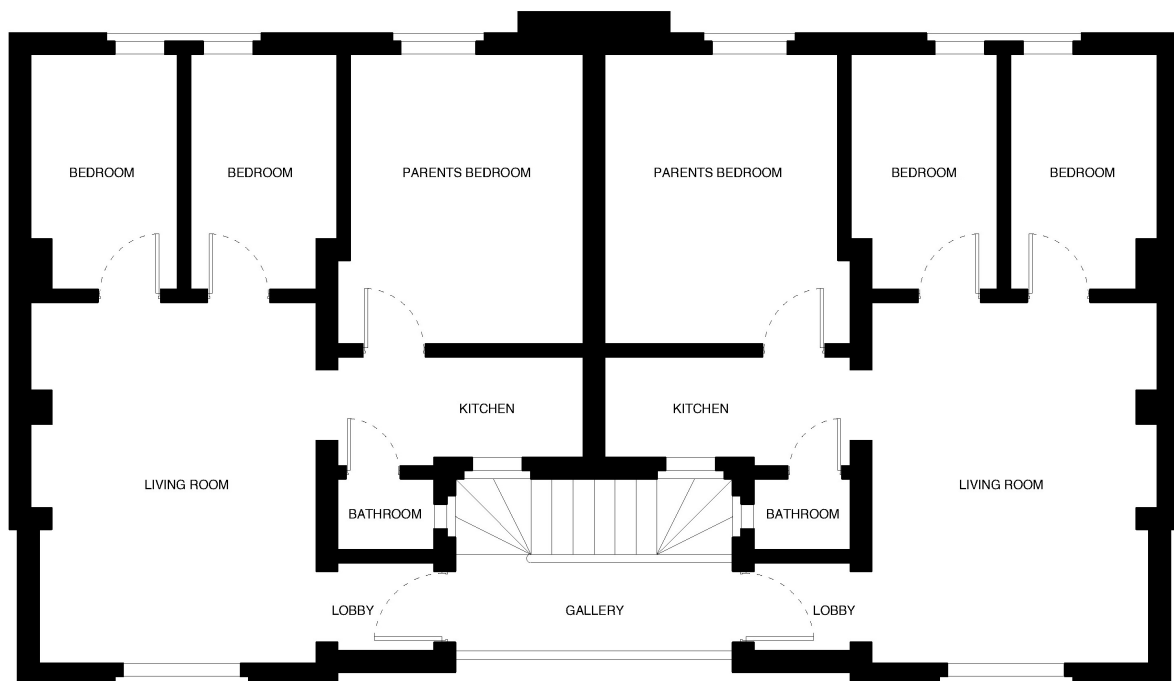 BEDROOM
BEDROOM
PARENTS BEDROOM
PARENTS BEDROOM
BEDROOM
BEDROOM
KITCHEN
KITCHEN
LIVING ROOM
LIVING ROOM
BATHROOM
BATHROOM
LOBBY
GALLERY
LOBBY